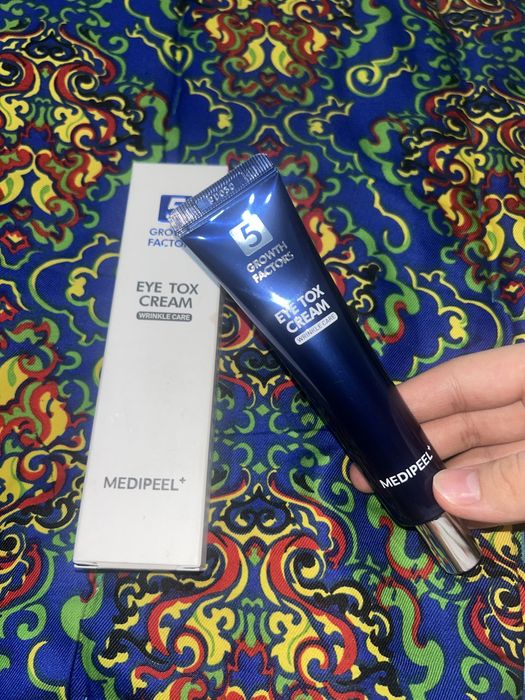 5
GROWTH
FACTORS
EYE TOX
CREAM
WRINKLE CARE
MEDIPEEL+
5
GROWTH
FACTORS
EYE TOX
CREAM
WRINKLE CARE
MEDIPEEL+